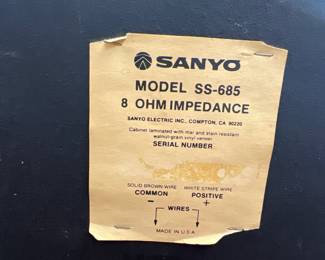 SANYO
MODEL SS-685
8 OHM IMPEDANCE
SANYO ELECTRIC INC., COMPTON, CA 90220
Cabinet laminated with mar and stain resistant
walnut-grain vinyl veneer
SERIAL NUMBER
SOLID BROWN WIRE WHITE STRIPE WIRE
COMMON POSITIVE
− +
WIRES
MADE IN U.S.A.